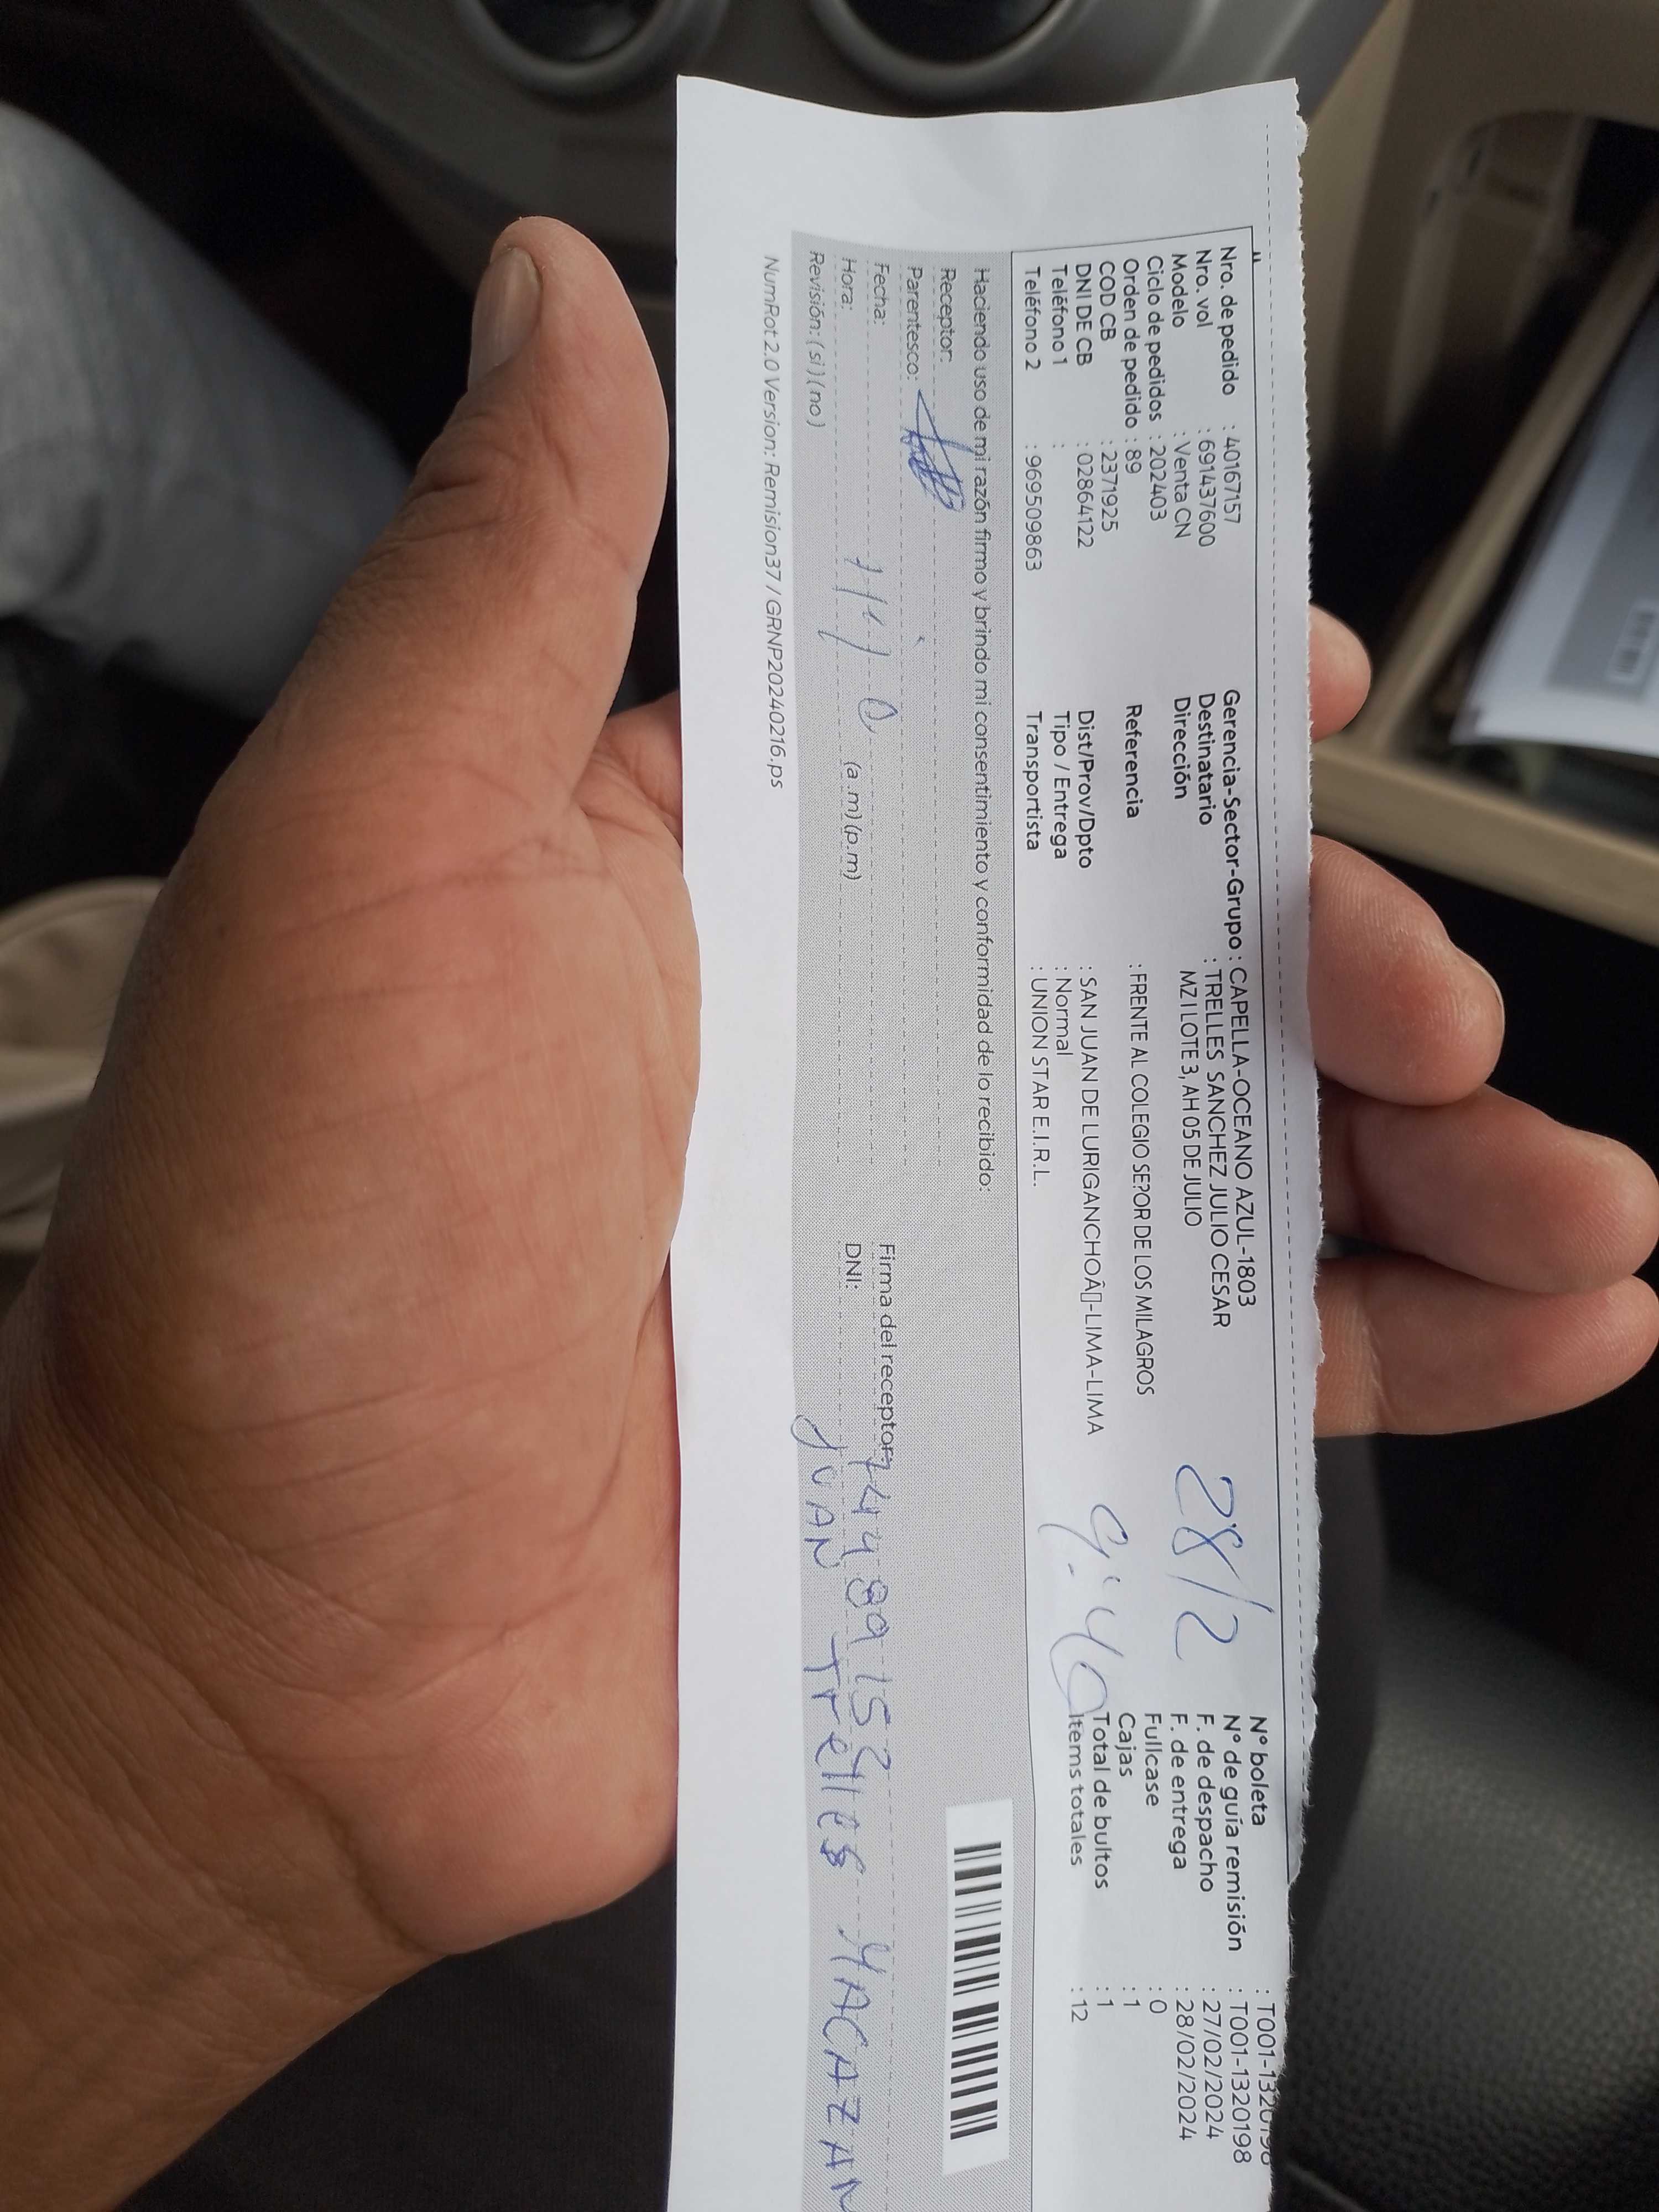 Nro. de pedido : 40167157
Nro. vol : 691437600
Modelo : Venta CN
Ciclo de pedidos : 202403
Orden de pedido : 89
COD CB : 2371925
DNI DE CB : 02864122
Teléfono 1 :
Teléfono 2 : 969509863
Gerencia-Sector-Grupo : CAPELLA-OCEANO AZUL-1803
Destinatario : TRELLES SANCHEZ JULIO CESAR
Dirección MZ I LOTE 3, AH 05 DE JULIO
Referencia : FRENTE AL COLEGIO SE?OR DE LOS MILAGROS
Dist/Prov/Dpto : SAN JUAN DE LURIGANCHOÂ▯-LIMA-LIMA
Tipo / Entrega : Normal
Transportista : UNION STAR E.I.R.L.
28/2
9:40
N° boleta : T001-1320198
N° de guía remisión : T001-1320198
F. de despacho : 27/02/2024
F. de entrega : 28/02/2024
Fullcase : 0
Cajas : 1
Total de bultos : 1
Items totales : 12
Haciendo uso de mi razón firmo y brindo mi consentimiento y conformidad de lo recibido:
Receptor:
Parentesco:
Fecha:
Hora: (a .m) (p.m)
Revisión: ( si ) ( no )
Firma del receptor: 74489152
DNI:
JUAN Trelles
NumRot 2.0 Version: Remision37 / GRNP20240216.ps